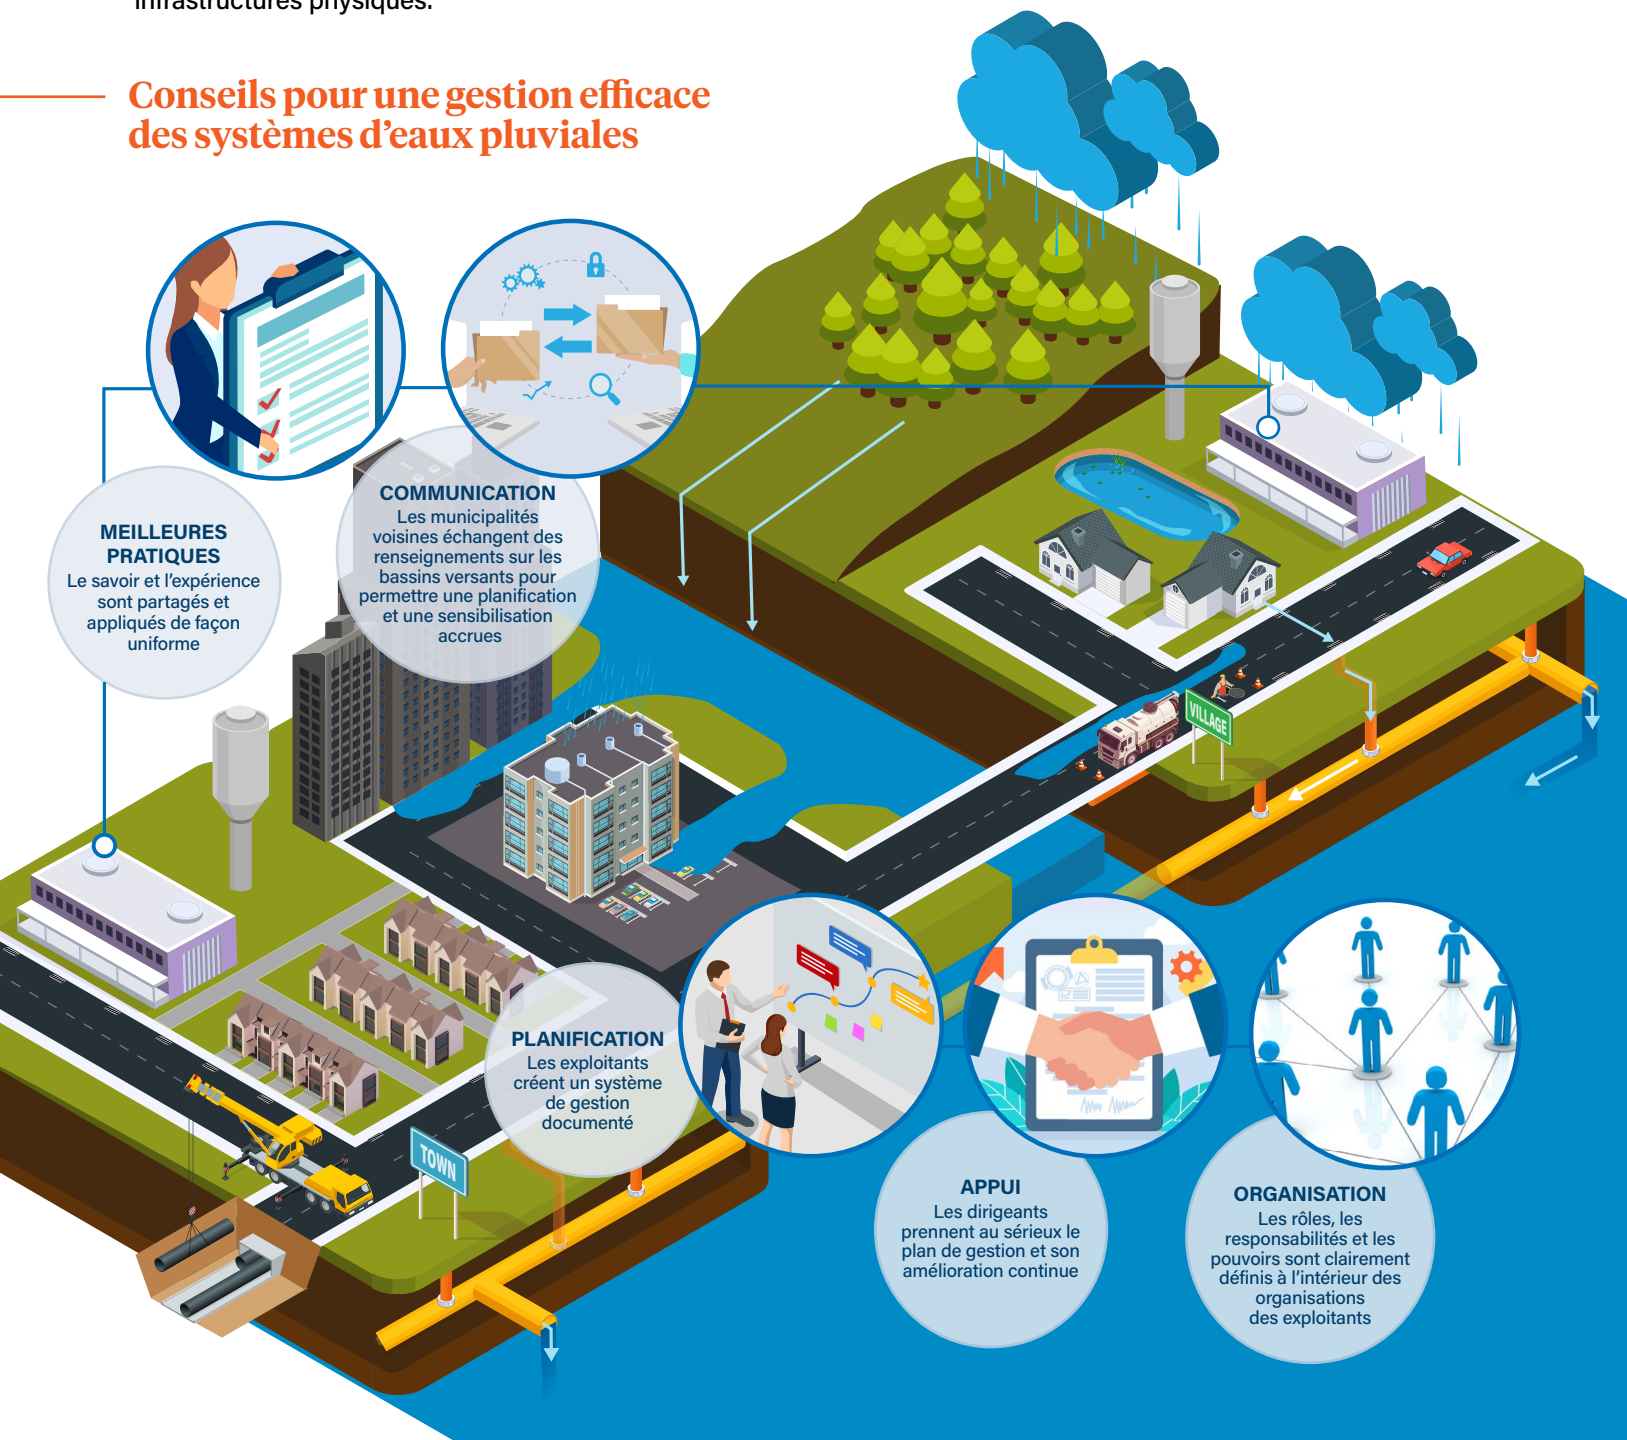 infrastructures physiques.
Conseils pour une gestion efficace
des systèmes d'eaux pluviales
MEILLEURES
PRATIQUES
Le savoir et l'expérience
sont partagés et
appliqués de façon
uniforme
COMMUNICATION
Les municipalités
voisines échangent des
renseignements sur les
bassins versants pour
permettre une planification
et une sensibilisation
accrues
VILLAGE
PLANIFICATION
Les exploitants
créent un système
de gestion
documenté
TOWN
APPUI
Les dirigeants
prennent au sérieux le
plan de gestion et son
amélioration continue
ORGANISATION
Les rôles, les
responsabilités et les
pouvoirs sont clairement
définis à l'intérieur des
organisations
des exploitants